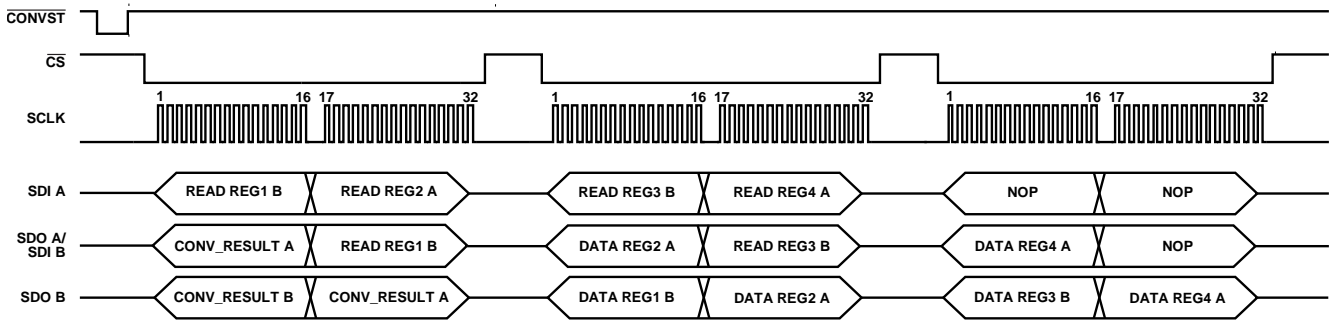 CONVST
CS
1 16 17 32 1 16 17 32 1 16 17 32
SCLK
SDI A READ REG1 B READ REG2 A READ REG3 B READ REG4 A NOP NOP
SDO A/
SDI B CONV_RESULT A READ REG1 B DATA REG2 A READ REG3 B DATA REG4 A NOP
SDO B CONV_RESULT B CONV_RESULT A DATA REG1 B DATA REG2 A DATA REG3 B DATA REG4 A